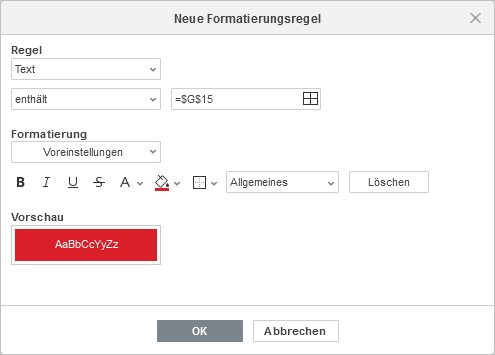 Neue Formatierungsregel
Regel
Text
enthält =$G$15
Formatierung
Voreinstellungen
B I U S A Allgemeines Löschen
Vorschau
AaBbCcYyZz
OK Abbrechen